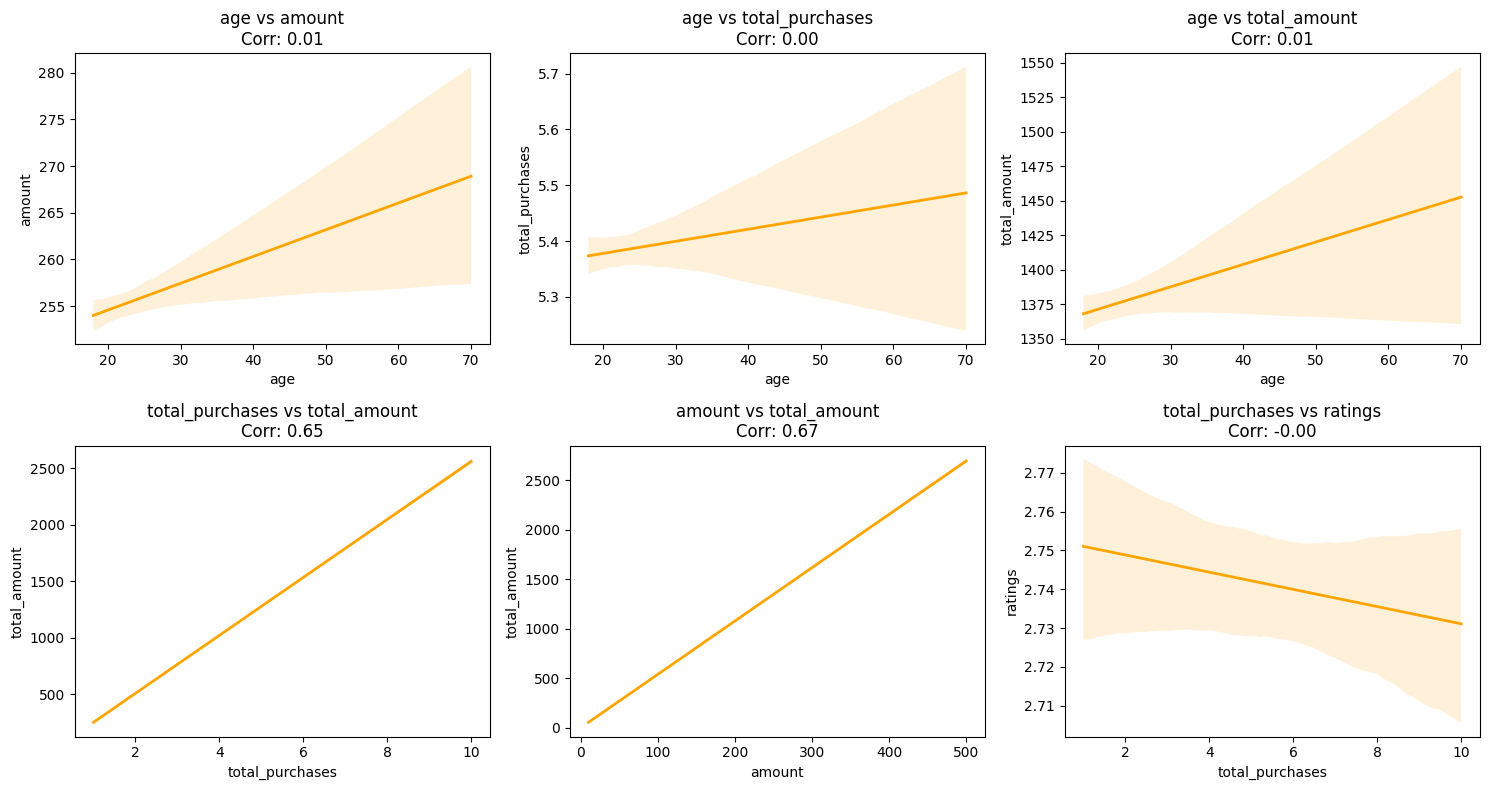 age vs amount
Corr: 0.01
280
275
270
265
260
255
amount
20 30 40 50 60 70
age
age vs total_purchases
Corr: 0.00
5.7
5.6
5.5
5.4
5.3
total_purchases
20 30 40 50 60 70
age
age vs total_amount
Corr: 0.01
1550
1525
1500
1475
1450
1425
1400
1375
1350
total_amount
20 30 40 50 60 70
age
total_purchases vs total_amount
Corr: 0.65
2500
2000
1500
1000
500
total_amount
2 4 6 8 10
total_purchases
amount vs total_amount
Corr: 0.67
2500
2000
1500
1000
500
0
total_amount
0 100 200 300 400 500
amount
total_purchases vs ratings
Corr: -0.00
2.77
2.76
2.75
2.74
2.73
2.72
2.71
ratings
2 4 6 8 10
total_purchases